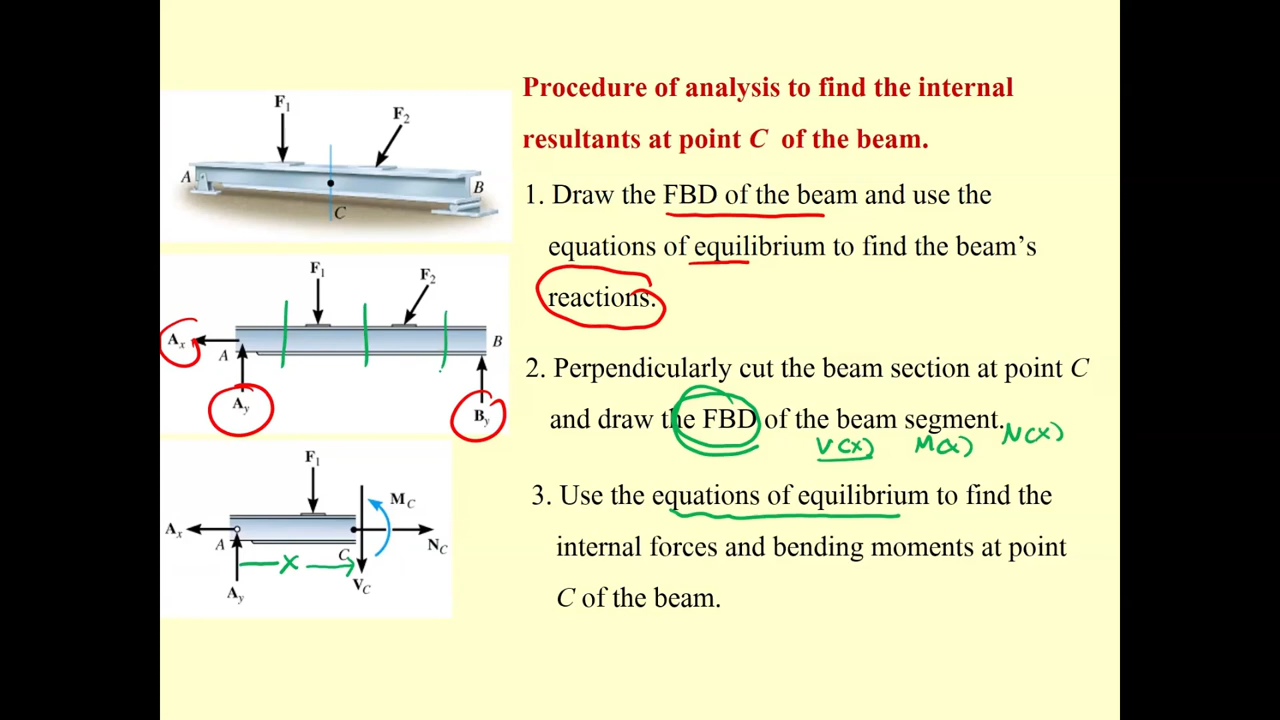 Procedure of analysis to find the internal
resultants at point C of the beam.
1. Draw the FBD of the beam and use the
equations of equilibrium to find the beam’s
reactions.
2. Perpendicularly cut the beam section at point C
and draw the FBD of the beam segment.
V(x) M(x) N(x)
3. Use the equations of equilibrium to find the
internal forces and bending moments at point
C of the beam.
F1
F2
A
B
C
F1
F2
Ax
A
B
Ay
By
F1
MC
Ax
A
C
NC
x
Ay
VC